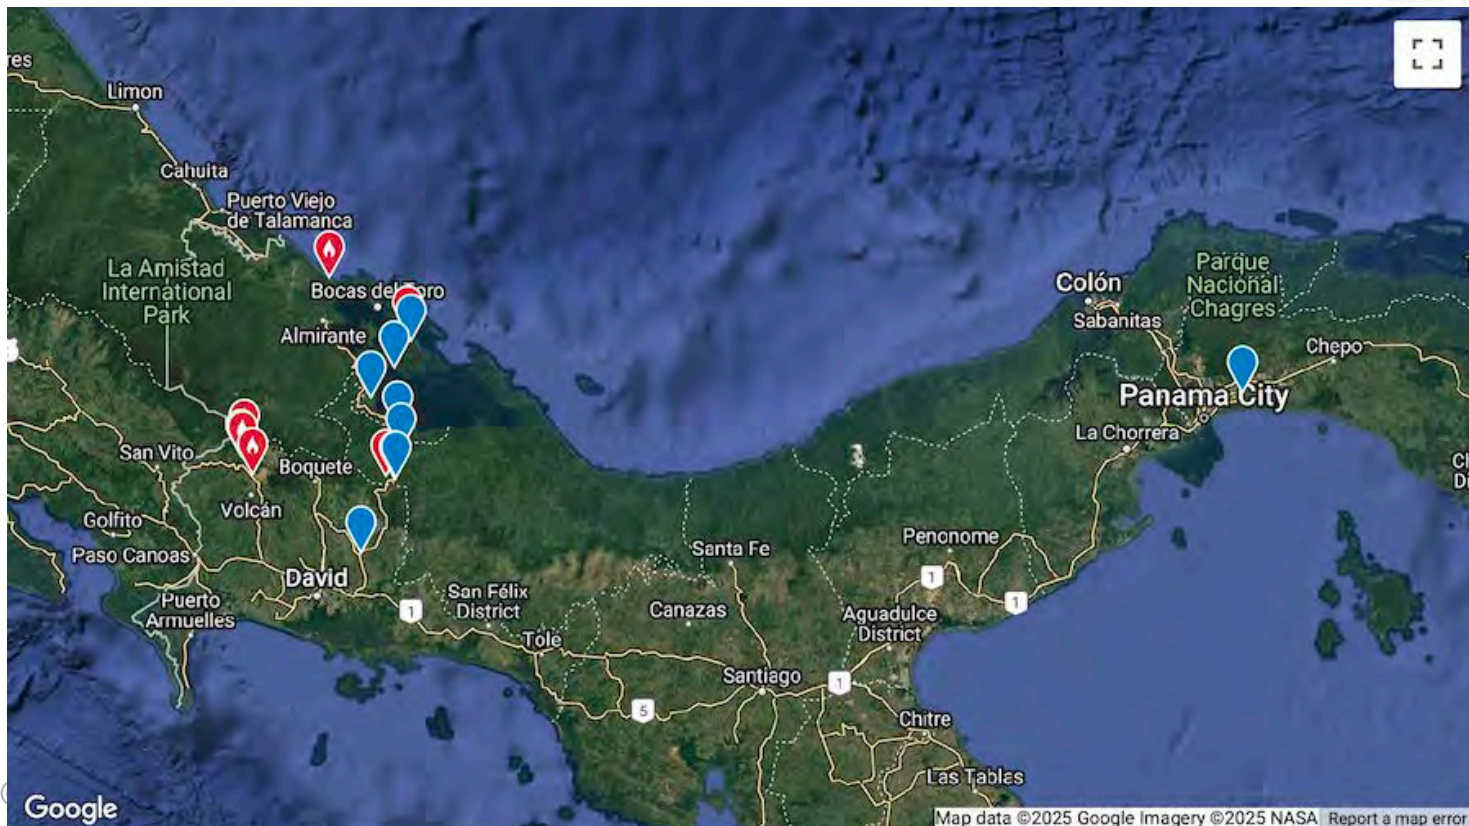 res
Limon
Cahuita
Puerto Viejo
de Talamanca
La Amistad
International
Park
Bocas del Toro
Almirante
Colón
Sabanitas
Parque
Nacional
Chagres
Chepo
Panama City
La Chorrera
San Vito
Boquete
Volcán
Golfito
Paso Canoas
David
Puerto
Armuelles
1
San Félix
District
Tole
Santa Fe
Canazas
Santiago
5
1
Penonome
1
1
Aguadulce
District
Chitre
Las Tablas
Google
Map data ©2025 Google Imagery ©2025 NASA
Report a map error